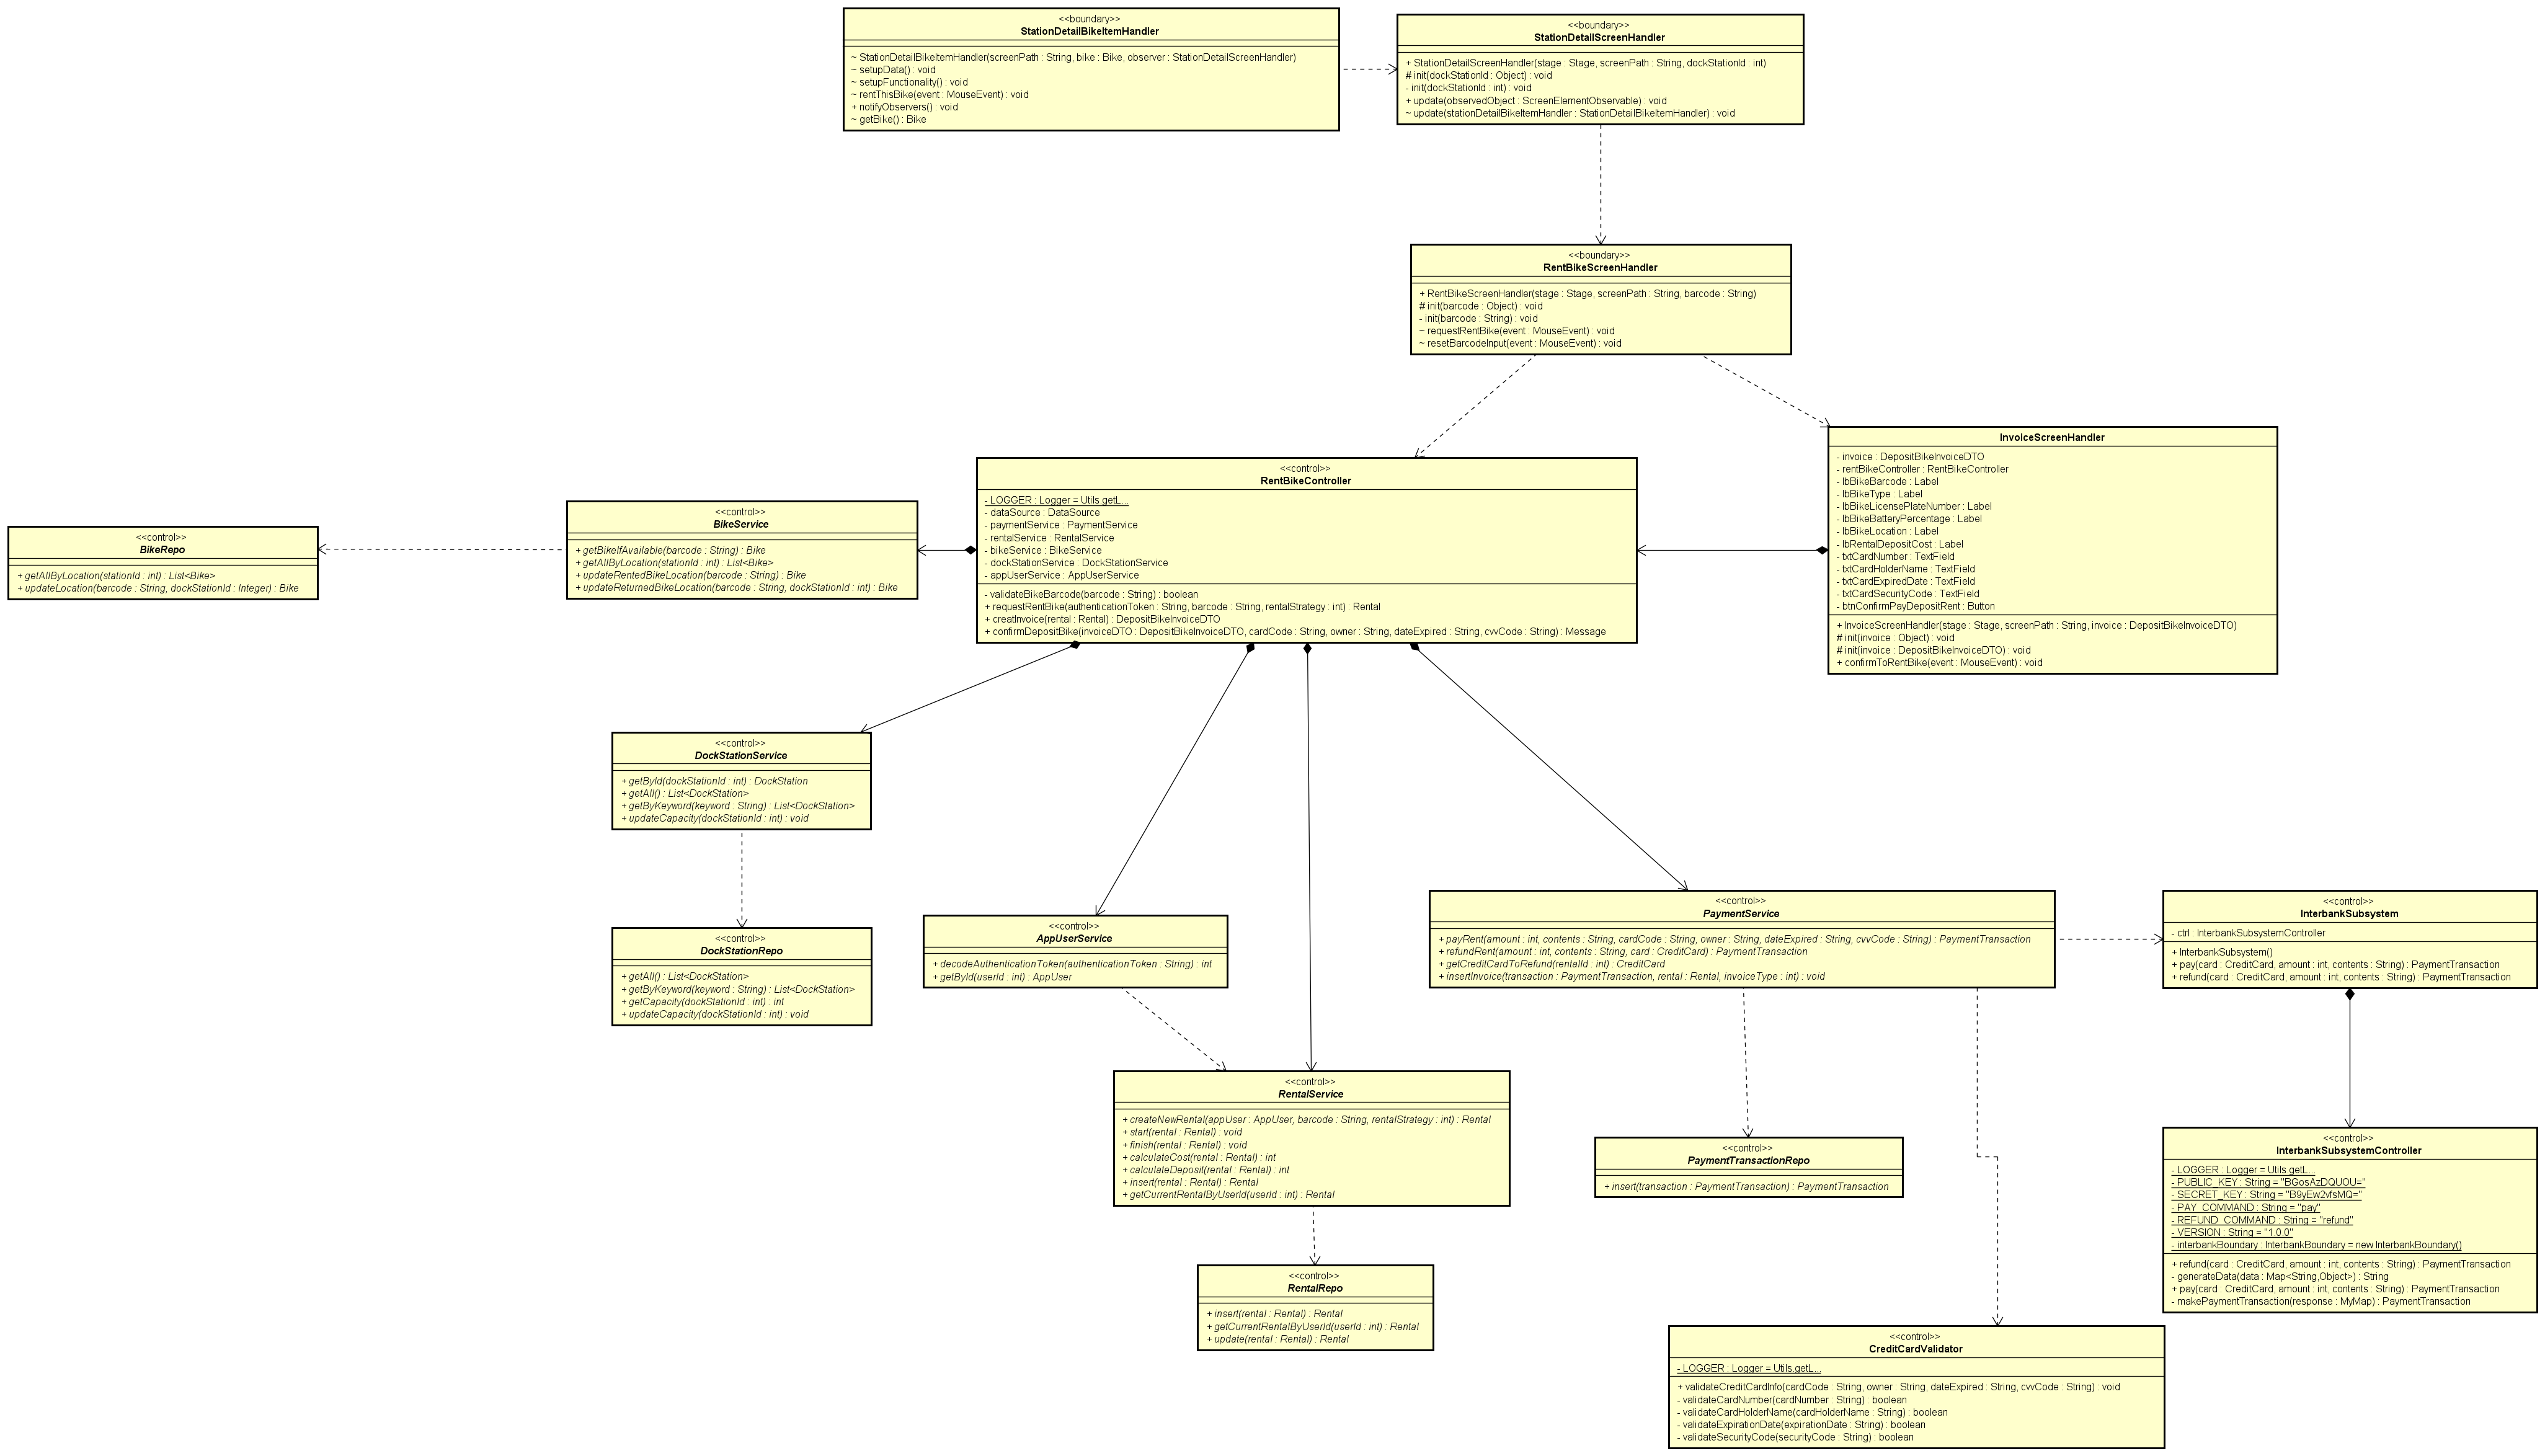 <<boundary>>
StationDetailBikeItemHandler
~ StationDetailBikeItemHandler(screenPath : String, bike : Bike, observer : StationDetailScreenHandler)
~ setupData() : void
~ setupFunctionality() : void
~ rentThisBike(event : MouseEvent) : void
+ notifyObservers() : void
~ getBike() : Bike
<<boundary>>
StationDetailScreenHandler
+ StationDetailScreenHandler(stage : Stage, screenPath : String, dockStationId : int)
# init(dockStationId : Object) : void
- init(dockStationId : int) : void
+ update(observedObject : ScreenElementObservable) : void
~ update(stationDetailBikeItemHandler : StationDetailBikeItemHandler) : void
<<boundary>>
RentBikeScreenHandler
+ RentBikeScreenHandler(stage : Stage, screenPath : String, barcode : String)
# init(barcode : Object) : void
- init(barcode : String) : void
~ requestRentBike(event : MouseEvent) : void
~ resetBarcodeInput(event : MouseEvent) : void
InvoiceScreenHandler
- invoice : DepositBikeInvoiceDTO
- rentBikeController : RentBikeController
- lbBikeBarcode : Label
- lbBikeType : Label
- lbBikeLicensePlateNumber : Label
- lbBikeBatteryPercentage : Label
- lbBikeLocation : Label
- lbRentalDepositCost : Label
- txtCardNumber : TextField
- txtCardHolderName : TextField
- txtCardExpiredDate : TextField
- txtCardSecurityCode : TextField
- btnConfirmPayDepositRent : Button
+ InvoiceScreenHandler(stage : Stage, screenPath : String, invoice : DepositBikeInvoiceDTO)
# init(invoice : Object) : void
# init(invoice : DepositBikeInvoiceDTO) : void
+ confirmToRentBike(event : MouseEvent) : void
<<control>>
RentBikeController
- LOGGER : Logger = Utils.getL...
- dataSource : DataSource
- paymentService : PaymentService
- rentalService : RentalService
- bikeService : BikeService
- dockStationService : DockStationService
- appUserService : AppUserService
- validateBikeBarcode(barcode : String) : boolean
+ requestRentBike(authenticationToken : String, barcode : String, rentalStrategy : int) : Rental
+ creatInvoice(rental : Rental) : DepositBikeInvoiceDTO
+ confirmDepositBike(invoiceDTO : DepositBikeInvoiceDTO, cardCode : String, owner : String, dateExpired : String, cvvCode : String) : Message
<<control>>
BikeService
+ getBikeIfAvailable(barcode : String) : Bike
+ getAllByLocation(stationId : int) : List<Bike>
+ updateRentedBikeLocation(barcode : String) : Bike
+ updateReturnedBikeLocation(barcode : String, dockStationId : int) : Bike
<<control>>
BikeRepo
+ getAllByLocation(stationId : int) : List<Bike>
+ updateLocation(barcode : String, dockStationId : Integer) : Bike
<<control>>
DockStationService
+ getById(dockStationId : int) : DockStation
+ getAll() : List<DockStation>
+ getByKeyword(keyword : String) : List<DockStation>
+ updateCapacity(dockStationId : int) : void
<<control>>
DockStationRepo
+ getAll() : List<DockStation>
+ getByKeyword(keyword : String) : List<DockStation>
+ getCapacity(dockStationId : int) : int
+ updateCapacity(dockStationId : int) : void
<<control>>
AppUserService
+ decodeAuthenticationToken(authenticationToken : String) : int
+ getById(userId : int) : AppUser
<<control>>
PaymentService
+ payRent(amount : int, contents : String, cardCode : String, owner : String, dateExpired : String, cvvCode : String) : PaymentTransaction
+ refundRent(amount : int, contents : String, card : CreditCard) : PaymentTransaction
+ getCreditCardToRefund(rentalId : int) : CreditCard
+ insertInvoice(transaction : PaymentTransaction, rental : Rental, invoiceType : int) : void
<<control>>
InterbankSubsystem
- ctrl : InterbankSubsystemController
+ InterbankSubsystem()
+ pay(card : CreditCard, amount : int, contents : String) : PaymentTransaction
+ refund(card : CreditCard, amount : int, contents : String) : PaymentTransaction
<<control>>
RentalService
+ createNewRental(appUser : AppUser, barcode : String, rentalStrategy : int) : Rental
+ start(rental : Rental) : void
+ finish(rental : Rental) : void
+ calculateCost(rental : Rental) : int
+ calculateDeposit(rental : Rental) : int
+ insert(rental : Rental) : Rental
+ getCurrentRentalByUserId(userId : int) : Rental
<<control>>
PaymentTransactionRepo
+ insert(transaction : PaymentTransaction) : PaymentTransaction
<<control>>
InterbankSubsystemController
- LOGGER : Logger = Utils.getL...
- PUBLIC_KEY : String = "BGosAzDQUOU="
- SECRET_KEY : String = "B9yEw2vfsMQ="
- PAY_COMMAND : String = "pay"
- REFUND_COMMAND : String = "refund"
- VERSION : String = "1.0.0"
- interbankBoundary : InterbankBoundary = new InterbankBoundary()
+ refund(card : CreditCard, amount : int, contents : String) : PaymentTransaction
- generateData(data : Map<String,Object>) : String
+ pay(card : CreditCard, amount : int, contents : String) : PaymentTransaction
- makePaymentTransaction(response : MyMap) : PaymentTransaction
<<control>>
RentalRepo
+ insert(rental : Rental) : Rental
+ getCurrentRentalByUserId(userId : int) : Rental
+ update(rental : Rental) : Rental
<<control>>
CreditCardValidator
- LOGGER : Logger = Utils.getL...
+ validateCreditCardInfo(cardCode : String, owner : String, dateExpired : String, cvvCode : String) : void
- validateCardNumber(cardNumber : String) : boolean
- validateCardHolderName(cardHolderName : String) : boolean
- validateExpirationDate(expirationDate : String) : boolean
- validateSecurityCode(securityCode : String) : boolean